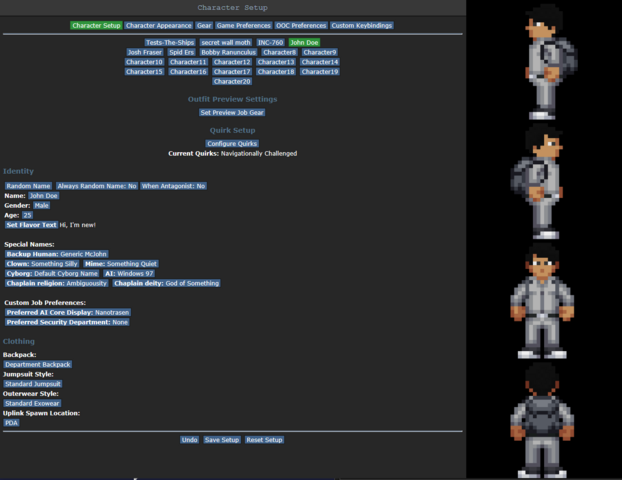 Character Setup
Character Setup Character Appearance Gear Game Preferences OOC Preferences Custom Keybindings
Tests-The-Ships secret wall moth INC-760 John Doe
Josh Fraser Spid Ers Bobby Ranunculus Character8 Character9
Character10 Character11 Character12 Character13 Character14
Character15 Character16 Character17 Character18 Character19
Character20
Outfit Preview Settings
Set Preview Job Gear
Quirk Setup
Configure Quirks
Current Quirks: Navigationally Challenged
Identity
Random Name Always Random Name: No When Antagonist: No
Name: John Doe
Gender: Male
Age: 25
Set Flavor Text Hi, I'm new!
Special Names:
Backup Human: Generic McJohn
Clown: Something Silly Mime: Something Quiet
Cyborg: Default Cyborg Name AI: Windows 97
Chaplain religion: Ambiguousity Chaplain deity: God of Something
Custom Job Preferences:
Preferred AI Core Display: Nanotrasen
Preferred Security Department: None
Clothing
Backpack:
Department Backpack
Jumpsuit Style:
Standard Jumpsuit
Outerwear Style:
Standard Exowear
Uplink Spawn Location:
PDA
Undo Save Setup Reset Setup